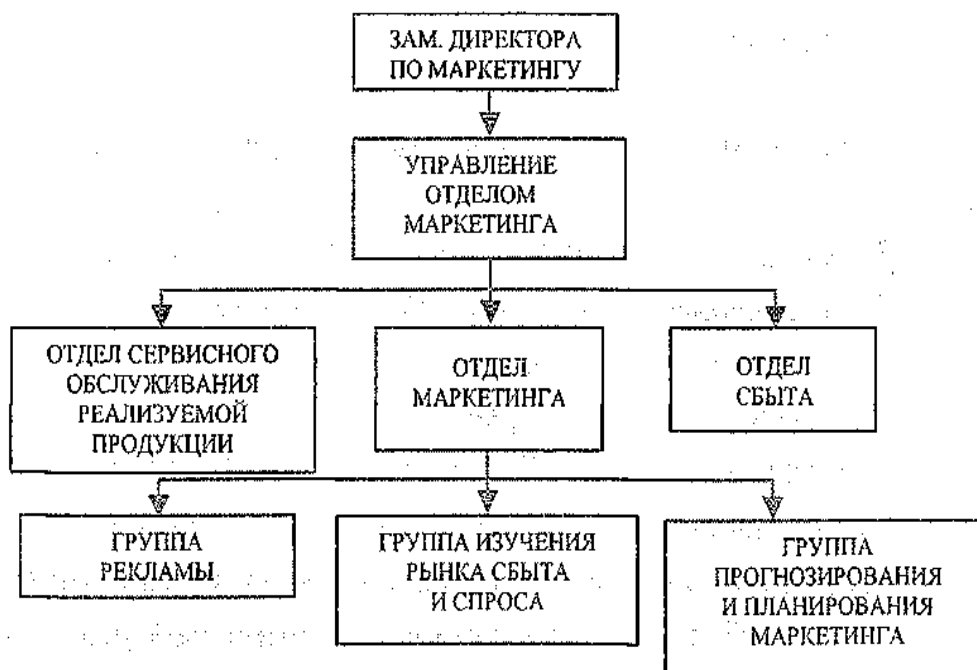 ЗАМ. ДИРЕКТОРА
ПО МАРКЕТИНГУ
УПРАВЛЕНИЕ
ОТДЕЛОМ
МАРКЕТИНГА
ОТДЕЛ СЕРВИСНОГО
ОБСЛУЖИВАНИЯ
РЕАЛИЗУЕМОЙ
ПРОДУКЦИИ
ОТДЕЛ
МАРКЕТИНГА
ОТДЕЛ
СБЫТА
ГРУППА
РЕКЛАМЫ
ГРУППА ИЗУЧЕНИЯ
РЫНКА СБЫТА
И СПРОСА
ГРУППА
ПРОГНОЗИРОВАНИЯ
И ПЛАНИРОВАНИЯ
МАРКЕТИНГА